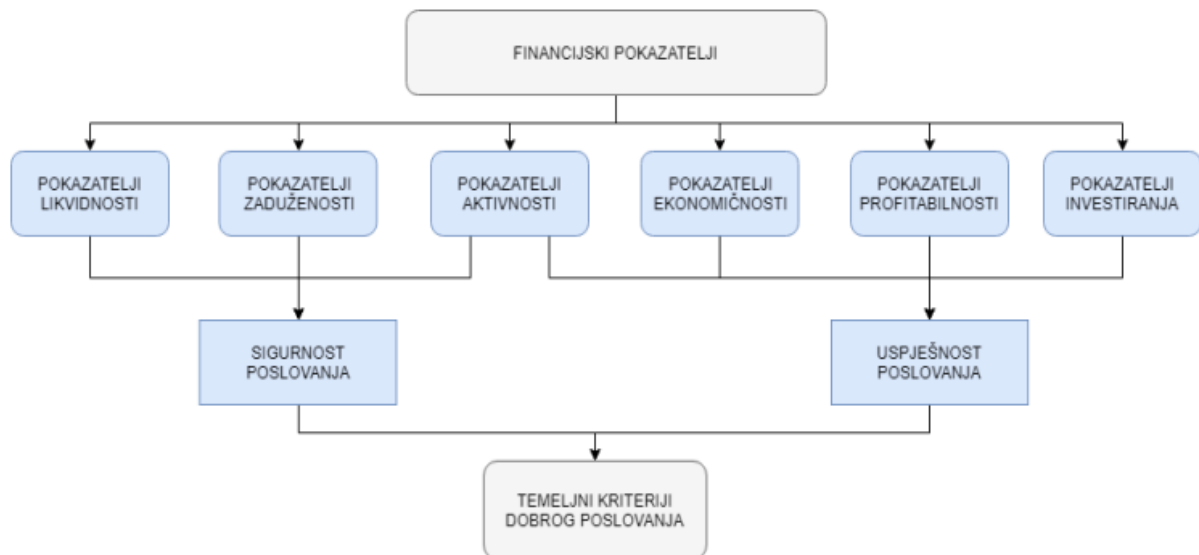 FINANCIJSKI POKAZATELJI
POKAZATELJI
LIKVIDNOSTI
POKAZATELJI
ZADUŽENOSTI
POKAZATELJI
AKTIVNOSTI
POKAZATELJI
EKONOMIČNOSTI
POKAZATELJI
PROFITABILNOSTI
POKAZATELJI
INVESTIRANJA
SIGURNOST
POSLOVANJA
USPJEŠNOST
POSLOVANJA
TEMELJNI KRITERIJI
DOBROG POSLOVANJA